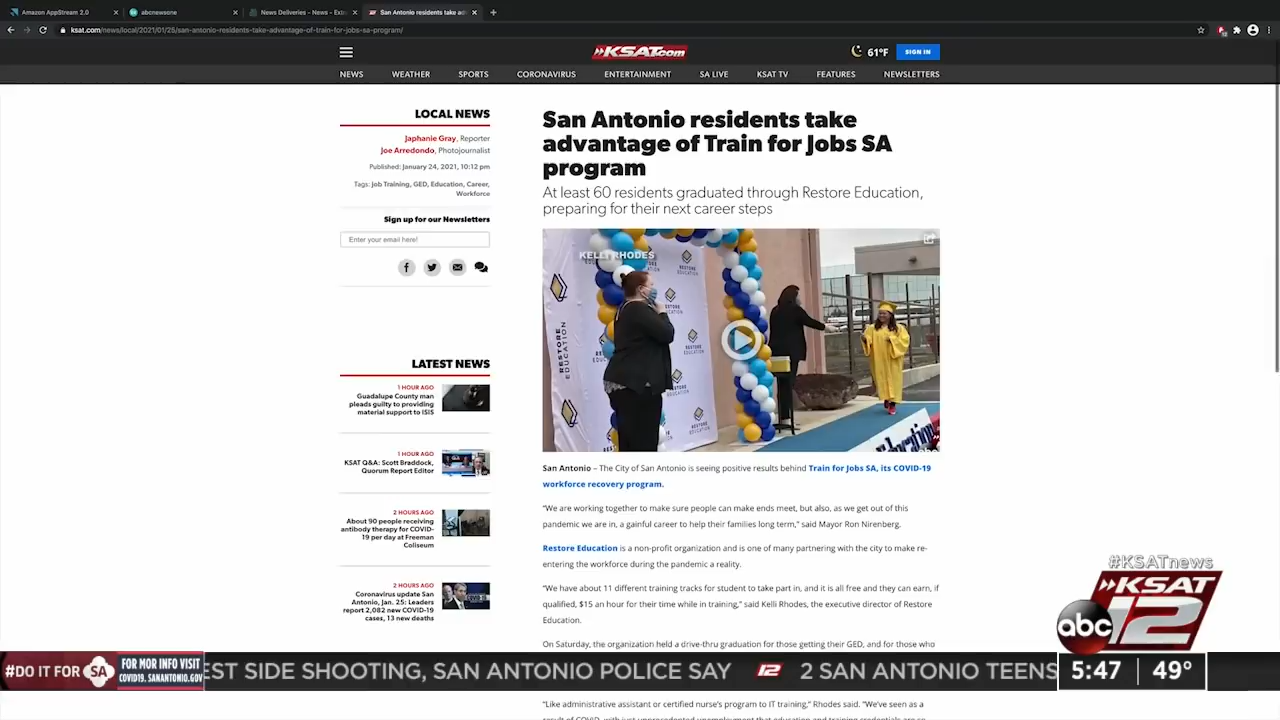 Amazon AppStream 2.0
abcnewsone
News Deliveries – News – Extr
San Antonio residents take adv
ksat.com/news/local/2021/01/25/san-antonio-residents-take-advantage-of-train-for-jobs-sa-program/
KSAT.com
61°F
SIGN IN
NEWS
WEATHER
SPORTS
CORONAVIRUS
ENTERTAINMENT
SA LIVE
KSAT TV
FEATURES
NEWSLETTERS
LOCAL NEWS
Japhanie Gray, Reporter
Joe Arredondo, Photojournalist
Published: January 24, 2021, 10:12 pm
Tags: Job Training, GED, Education, Career,
Workforce
Sign up for our Newsletters
Enter your email here!
LATEST NEWS
1 HOUR AGO
Guadalupe County man
pleads guilty to providing
material support to ISIS
1 HOUR AGO
KSAT Q&A: Scott Braddock,
Quorum Report Editor
2 HOURS AGO
About 90 people receiving
antibody therapy for COVID-
19 per day at Freeman
Coliseum
2 HOURS AGO
Coronavirus update San
Antonio, Jan. 25: Leaders
report 2,082 new COVID-19
cases, 13 new deaths
San Antonio residents take
advantage of Train for Jobs SA
program
At least 60 residents graduated through Restore Education,
preparing for their next career steps
KELLI RHODES
RESTORE
EDUCATION
San Antonio – The City of San Antonio is seeing positive results behind Train for Jobs SA, its COVID-19
workforce recovery program.
“We are working together to make sure people can make ends meet, but also, as we get out of this
pandemic we are in, a gainful career to help their families long term,” said Mayor Ron Nirenberg.
Restore Education is a non-profit organization and is one of many partnering with the city to make re-
entering the workforce during the pandemic a reality.
“We have about 11 different training tracks for student to take part in, and it is all free and they can earn, if
qualified, $15 an hour for their time while in training,” said Kelli Rhodes, the executive director of Restore
Education.
On Saturday, the organization held a drive-thru graduation for those getting their GED, and for those who
“Like administrative assistant or certified nurse’s program to IT training,” Rhodes said. “We’ve seen as a
#KSATnews
KSAT
abc 12
#DO IT FOR SA
FOR MOR INFO VISIT
COVID19.SANANTONIO.GOV
EST SIDE SHOOTING, SAN ANTONIO POLICE SAY 12 2 SAN ANTONIO TEENS
5:47 49°